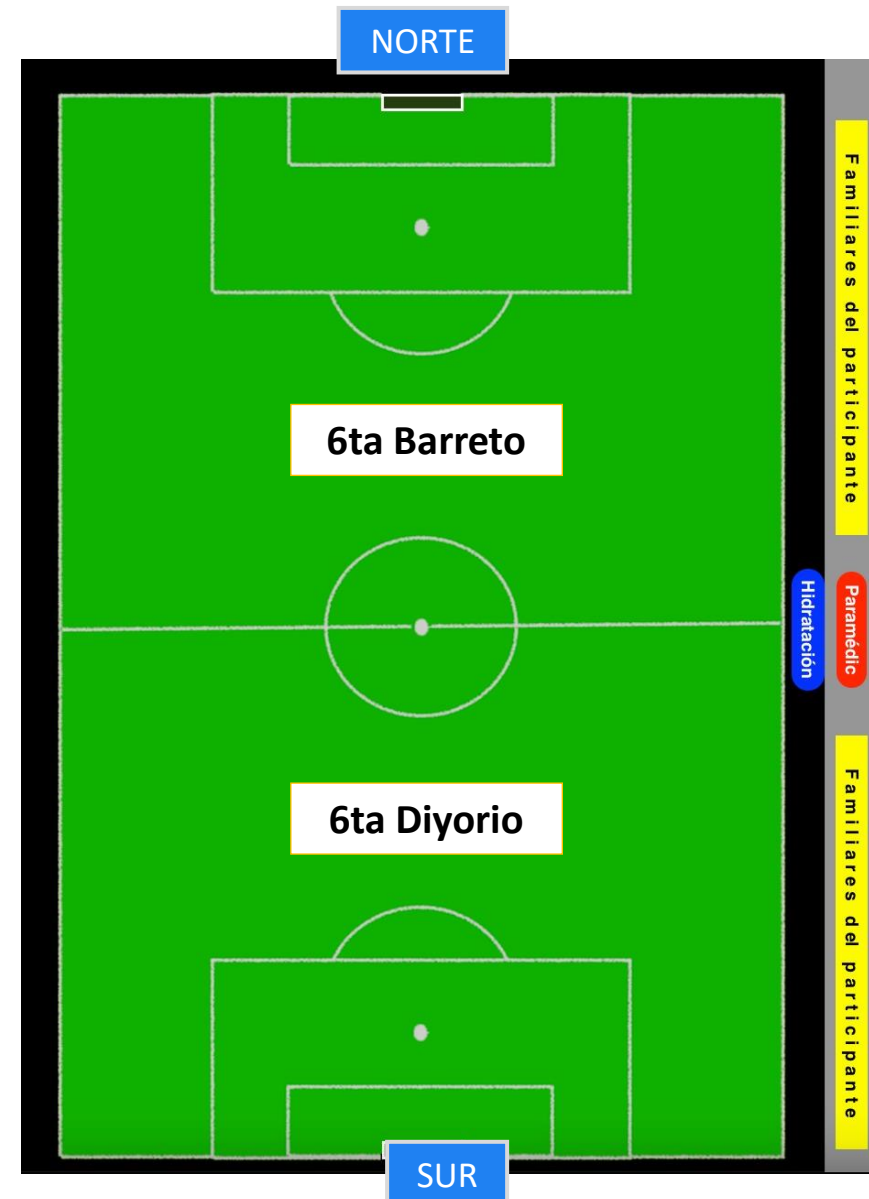 NORTE
Familiares del participante
6ta Barreto
Hidratación
Paramédic
6ta Diyorio
Familiares del participante
SUR